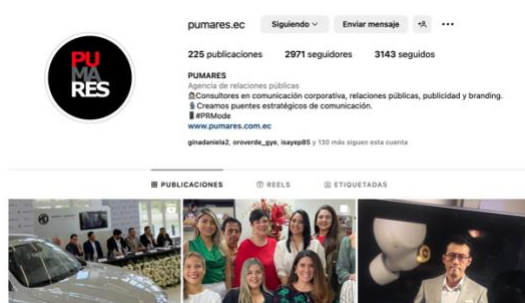 pumares.ec Siguiendo Enviar mensaje
225 publicaciones 2971 seguidores 3143 seguidos
PU
MA
RES
PUMARES
Agencia de relaciones públicas
Consultores en comunicación corporativa, relaciones públicas, publicidad y branding.
Creamos puentes estratégicos de comunicación.
#PRMode
www.pumares.com.ec
ginadaniela2, oroverde_gye, isayep85 y 130 más siguen esta cuenta
PUBLICACIONES REELS ETIQUETADAS